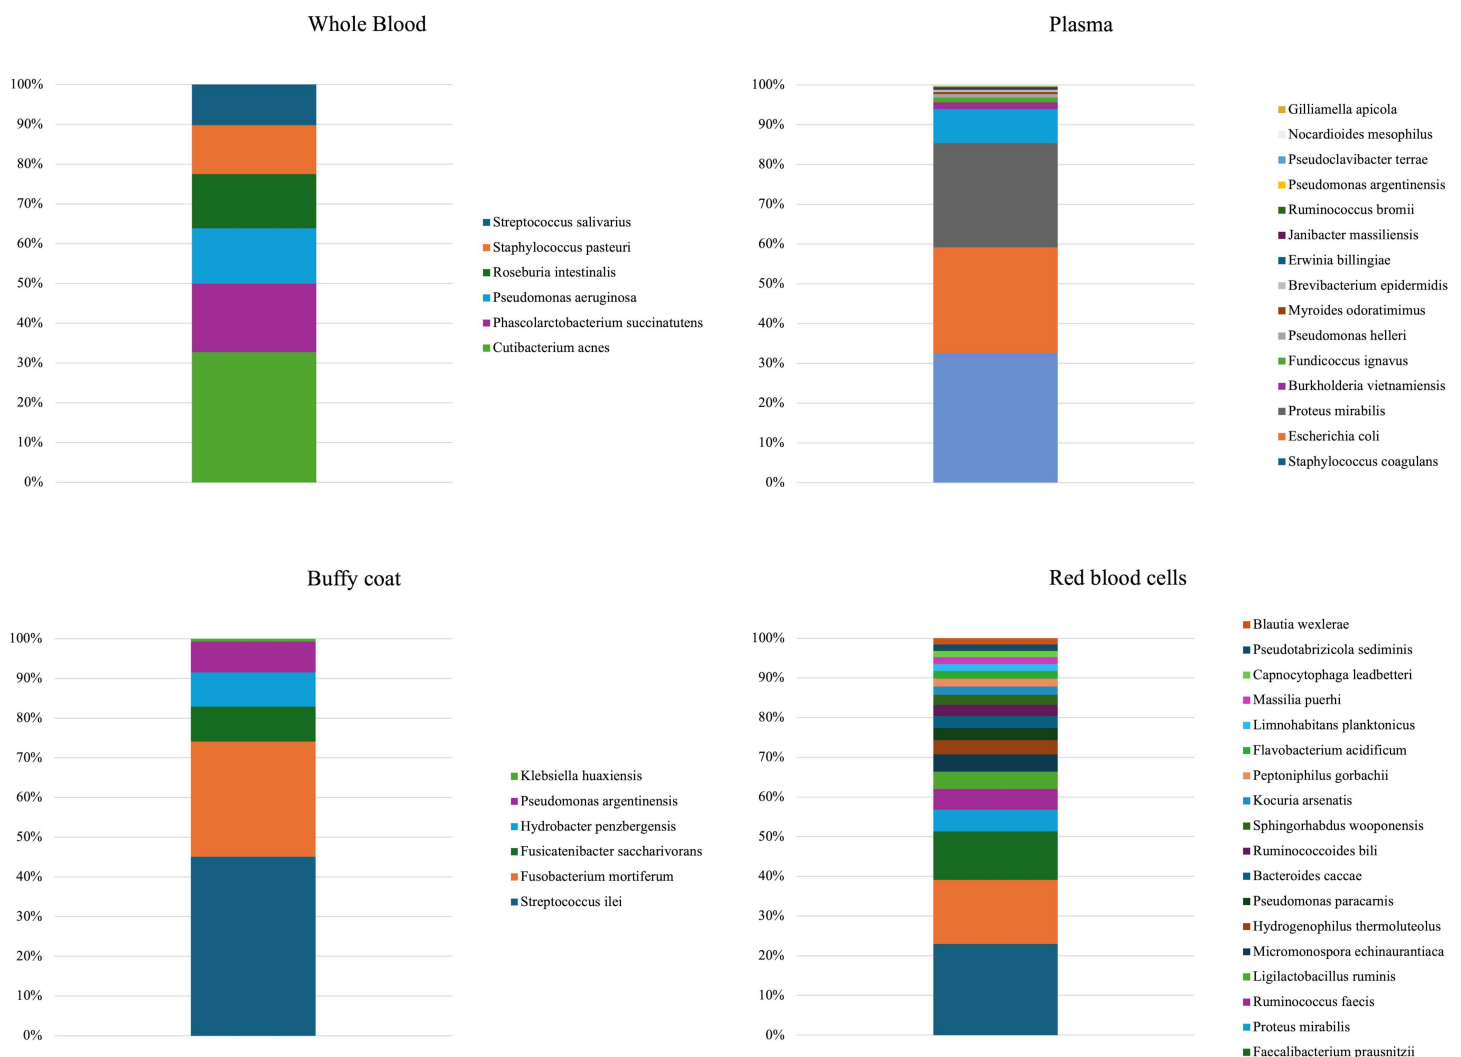 Whole Blood
100%
90%
80%
70%
60%
50%
40%
30%
20%
10%
0%
Streptococcus salivarius
Staphylococcus pasteuri
Roseburia intestinalis
Pseudomonas aeruginosa
Phascolarctobacterium succinatutens
Cutibacterium acnes
Plasma
100%
90%
80%
70%
60%
50%
40%
30%
20%
10%
0%
Gilliamella apicola
Nocardioides mesophilus
Pseudoclavibacter terrae
Pseudomonas argentinensis
Ruminococcus bromii
Janibacter massiliensis
Erwinia billingiae
Brevibacterium epidermidis
Myroides odoratimimus
Pseudomonas helleri
Fundicoccus ignavus
Burkholderia vietnamiensis
Proteus mirabilis
Escherichia coli
Staphylococcus coagulans
Buffy coat
100%
90%
80%
70%
60%
50%
40%
30%
20%
10%
0%
Klebsiella huaxiensis
Pseudomonas argentinensis
Hydrobacter penzbergensis
Fusicatenibacter saccharivorans
Fusobacterium mortiferum
Streptococcus ilei
Red blood cells
100%
90%
80%
70%
60%
50%
40%
30%
20%
10%
0%
Blautia wexlerae
Pseudotabrizicola sediminis
Capnocytophaga leadbetteri
Massilia puerhi
Limnohabitans planktonicus
Flavobacterium acidificum
Peptoniphilus gorbachii
Kocuria arsenatis
Sphingorhabdus wooponensis
Ruminococcoides bili
Bacteroides caccae
Pseudomonas paracarnis
Hydrogenophilus thermoluteolus
Micromonospora echinaurantiaca
Ligilactobacillus ruminis
Ruminococcus faecis
Proteus mirabilis
Faecalibacterium prausnitzii